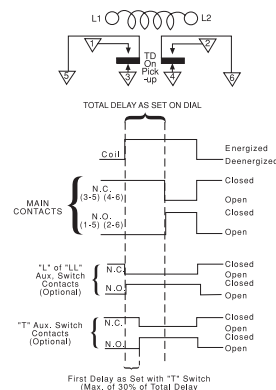 L1 L2
1 2
TD
On
Pick
-up
5 3 4 6
TOTAL DELAY AS SET ON DIAL
Coil
Energized
Deenergized
MAIN
CONTACTS
N.C.
(3-5) (4-6)
Closed
Open
N.O.
(1-5) (2-6)
Closed
Open
"L" of "LL"
Aux. Switch
Contacts
(Optional)
N.C.
Closed
Open
N.O.
Closed
Open
"T" Aux. Switch
Contacts
(Optional)
N.C.
Closed
Open
N.O.
Closed
Open
First Delay as Set with "T" Switch
(Max. of 30% of Total Delay